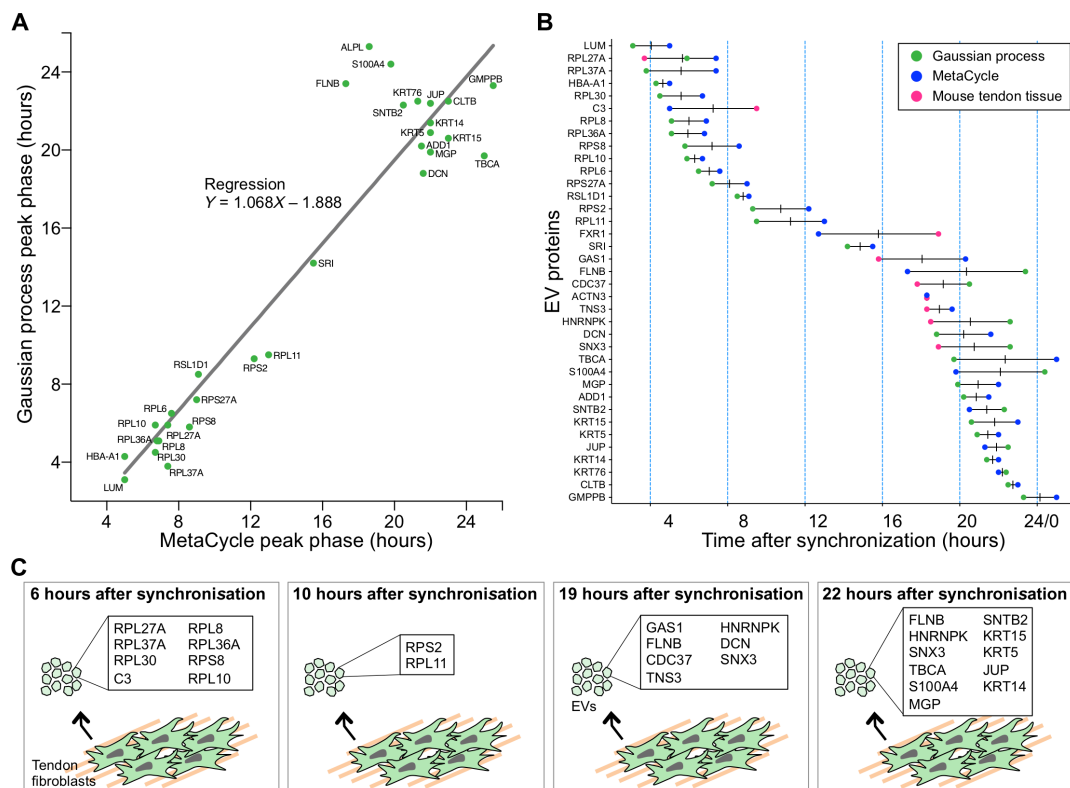 A
Gaussian process peak phase (hours)
24
20
16
12
8
4
ALPL
S100A4
FLNB
GMPPB
KRT76
JUP
CLTB
SNTB2
KRT14
KRT5
KRT15
ADD1
MGP
TBCA
DCN
Regression
Y = 1.068X – 1.888
SRI
RPL11
RPS2
RSL1D1
RPS27A
RPL6
RPL10
RPS8
RPL27A
RPL36A
RPL8
HBA-A1
RPL30
RPL37A
LUM
4 8 12 16 20 24
MetaCycle peak phase (hours)
B
EV proteins
LUM
RPL27A
RPL37A
HBA-A1
RPL30
C3
RPL8
RPL36A
RPS8
RPL10
RPL6
RPS27A
RSL1D1
RPS2
RPL11
FXR1
SRI
GAS1
FLNB
CDC37
ACTN3
TNS3
HNRNPK
DCN
SNX3
TBCA
S100A4
MGP
ADD1
SNTB2
KRT15
KRT5
JUP
KRT14
KRT76
CLTB
GMPPB
Gaussian process
MetaCycle
Mouse tendon tissue
4 8 12 16 20 24/0
Time after synchronization (hours)
C
6 hours after synchronisation
RPL27A RPL8
RPL37A RPL36A
RPL30 RPS8
C3 RPL10
Tendon
fibroblasts
10 hours after synchronisation
RPS2
RPL11
19 hours after synchronisation
GAS1 HNRNPK
FLNB DCN
CDC37 SNX3
TNS3
EVs
22 hours after synchronisation
FLNB SNTB2
HNRNPK KRT15
SNX3 KRT5
TBCA JUP
S100A4 KRT14
MGP